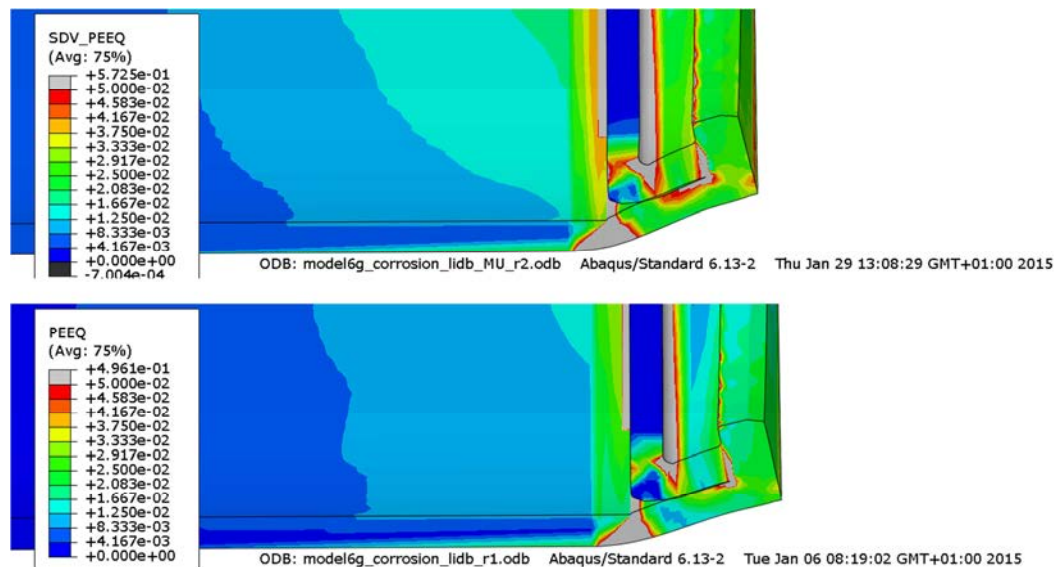 SDV_PEEQ
(Avg: 75%)
+5.725e-01
+5.000e-02
+4.583e-02
+4.167e-02
+3.750e-02
+3.333e-02
+2.917e-02
+2.500e-02
+2.083e-02
+1.667e-02
+1.250e-02
+8.333e-03
+4.167e-03
+0.000e+00
-7.004e-04
ODB: model6g_corrosion_lidb_MU_r2.odb Abaqus/Standard 6.13-2 Thu Jan 29 13:08:29 GMT+01:00 2015
PEEQ
(Avg: 75%)
+4.961e-01
+5.000e-02
+4.583e-02
+4.167e-02
+3.750e-02
+3.333e-02
+2.917e-02
+2.500e-02
+2.083e-02
+1.667e-02
+1.250e-02
+8.333e-03
+4.167e-03
+0.000e+00
ODB: model6g_corrosion_lidb_r1.odb Abaqus/Standard 6.13-2 Tue Jan 06 08:19:02 GMT+01:00 2015